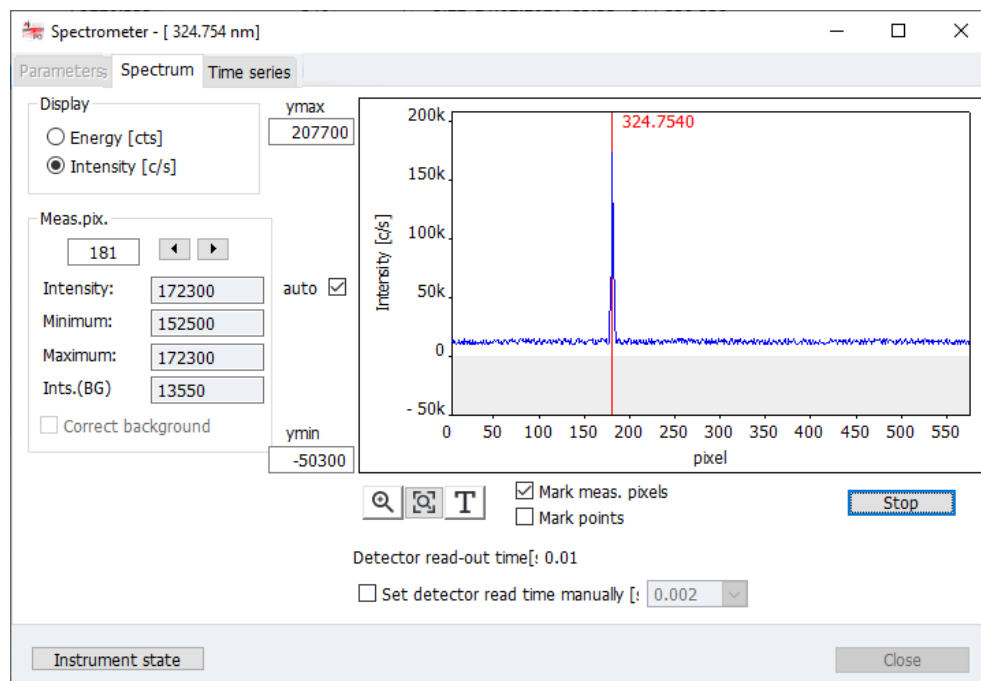 Spectrometer - [ 324.754 nm]
Parameters
Spectrum
Time series
Display
Energy [cts]
Intensity [c/s]
ymax
207700
Meas.pix.
181
Intensity:
172300
Minimum:
152500
Maximum:
172300
Ints.(BG)
13550
Correct background
auto
ymin
-50300
324.7540
200k
150k
100k
50k
0
- 50k
Intensity [c/s]
0 50 100 150 200 250 300 350 400 450 500 550
pixel
T
Mark meas. pixels
Mark points
Stop
Detector read-out time[s 0.01
Set detector read time manually [s
0.002
Instrument state
Close